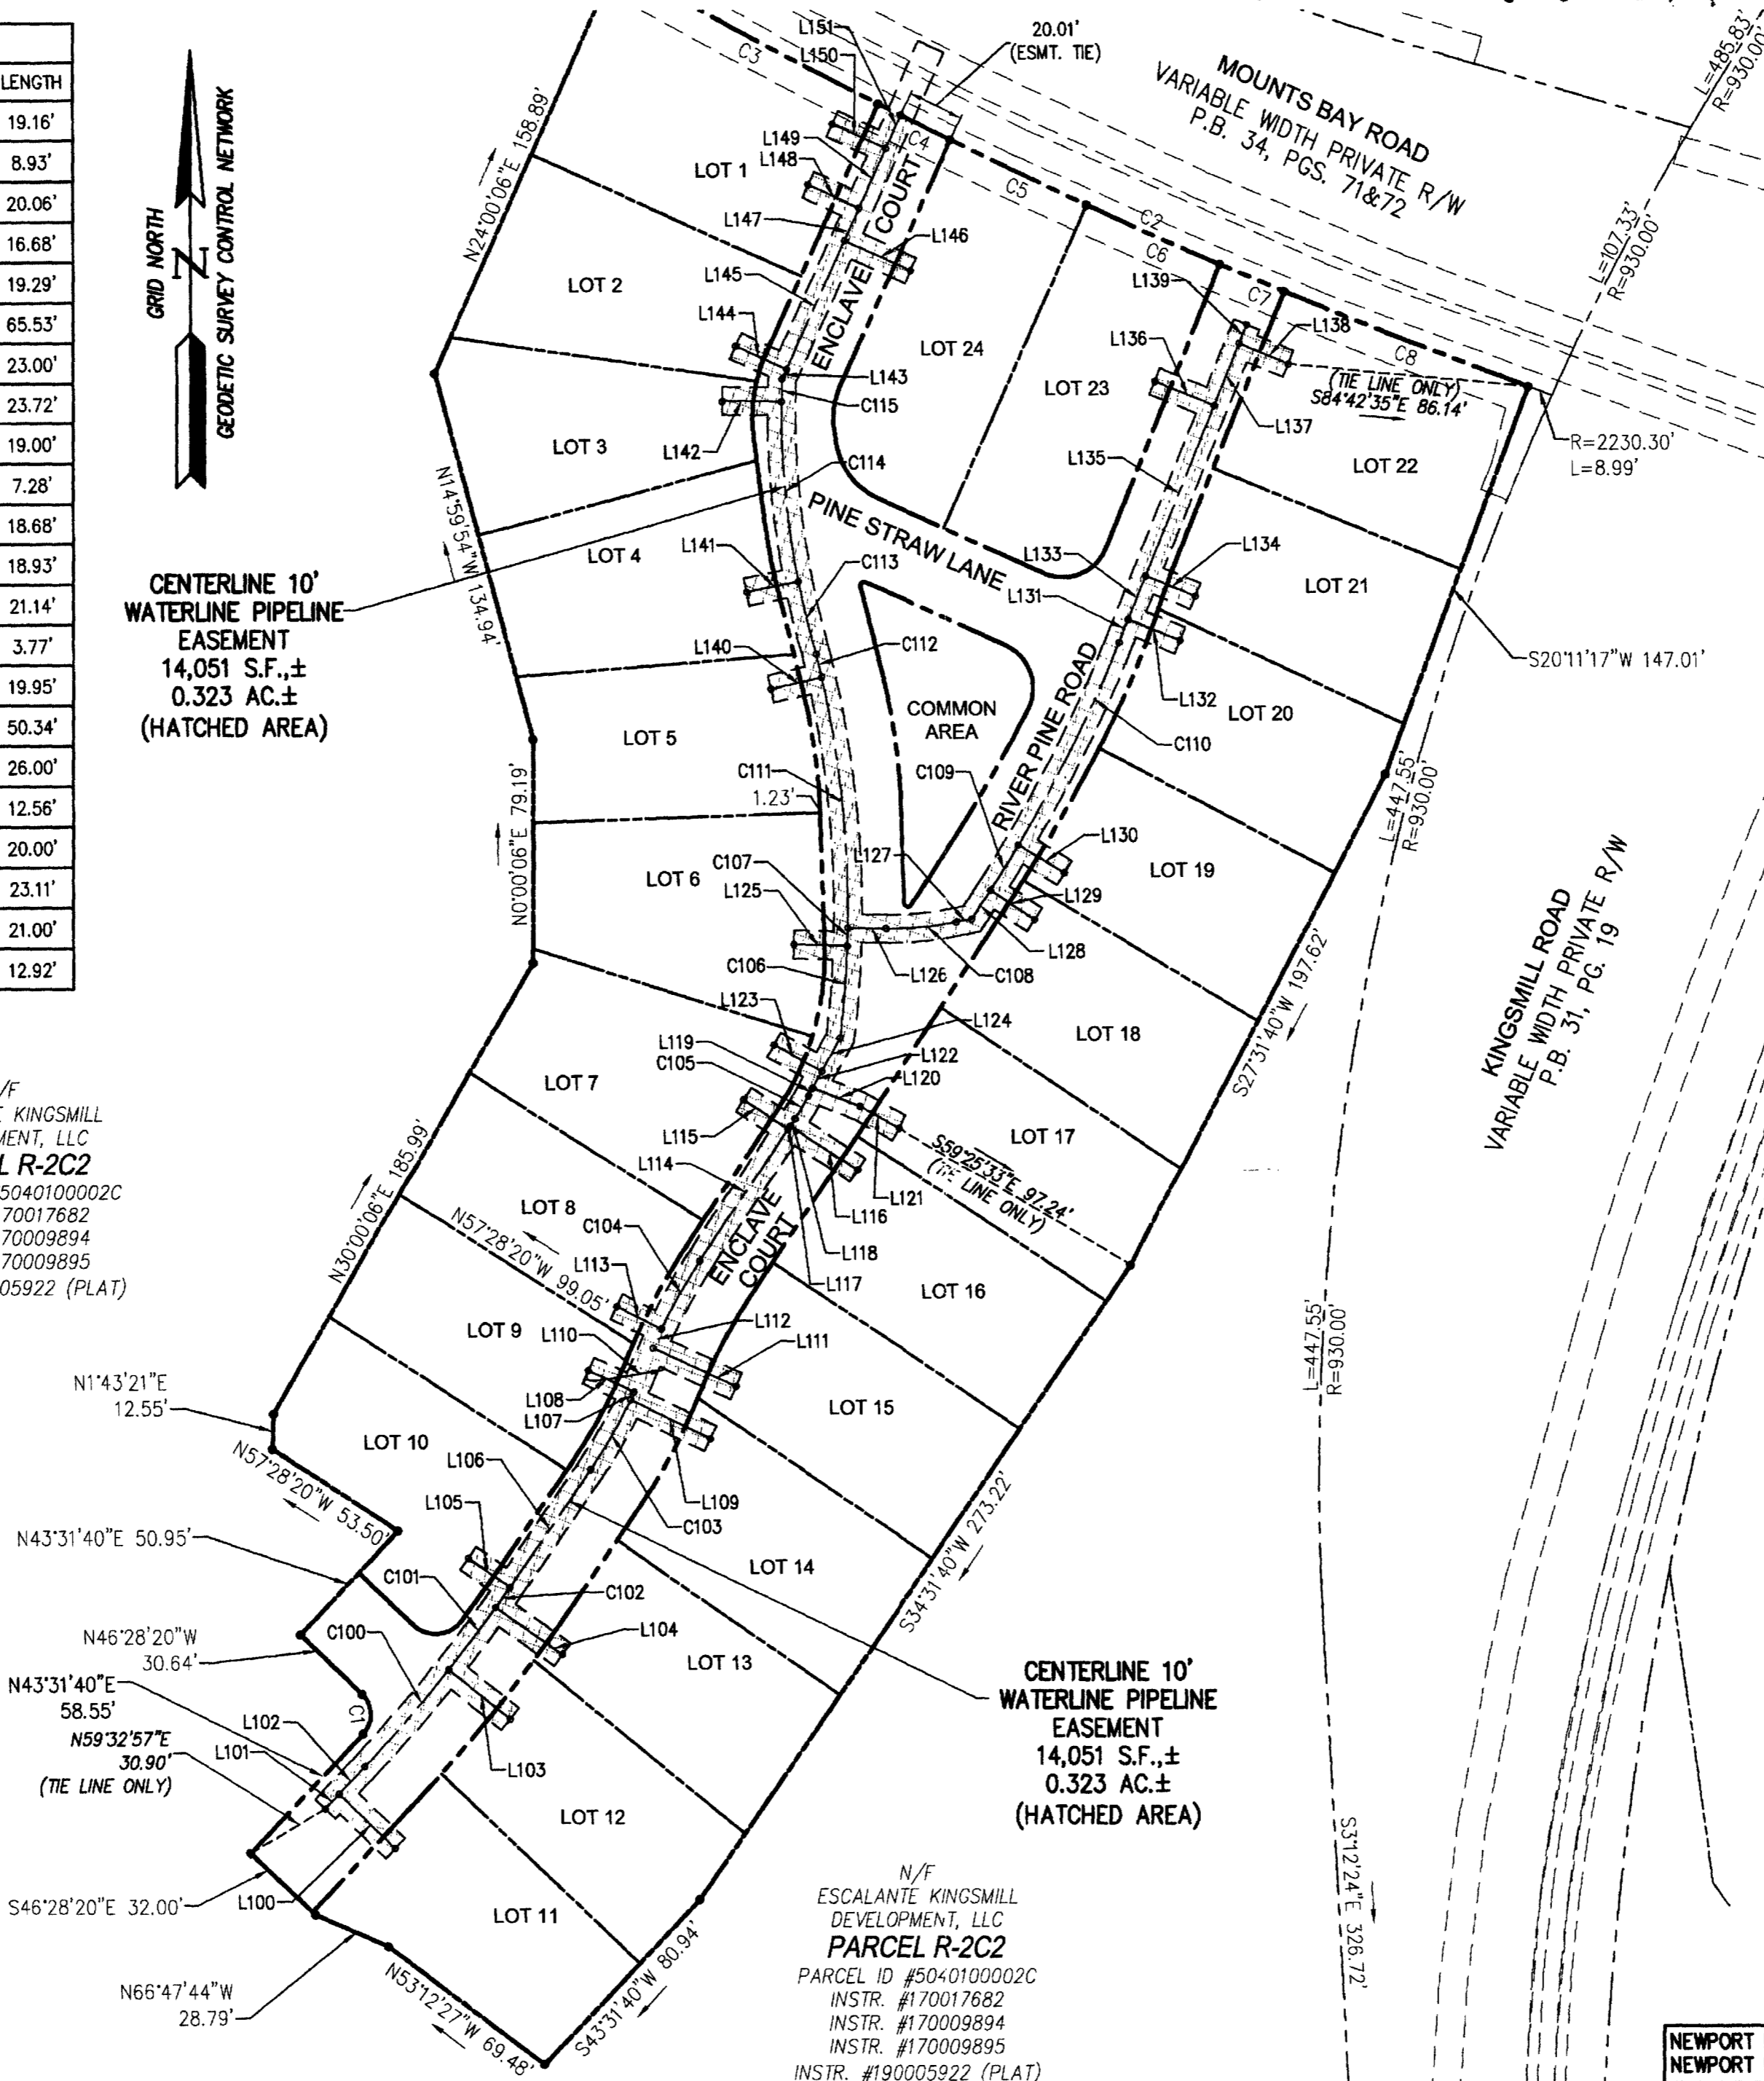 LENGTH
19.16'
8.93'
20.06'
16.68'
19.29'
65.53'
23.00'
23.72'
19.00'
7.28'
18.68'
18.93'
21.14'
3.77'
19.95'
50.34'
26.00'
12.56'
20.00'
23.11'
21.00'
12.92'
GRID NORTH
N
GEODETIC SURVEY CONTROL NETWORK
CENTERLINE 10'
WATERLINE PIPELINE
EASEMENT
14,051 S.F.,±
0.323 AC.±
(HATCHED AREA)
/F
E KINGSMILL
MENT, LLC
L R-2C2
50401000002C
70017682
70009894
70009895
05922 (PLAT)
MOUNTS BAY ROAD
VARIABLE WIDTH PRIVATE R/W
P.B. 34, PGS. 71&72
20.01'
(ESMT. TIE)
L=485.83'
R=930.00'
L=107.33'
R=930.00'
C3
C4
C5
C2
C6
C7
C8
L151
L150
L149
L148
L147
L146
L145
L144
L143
C115
L142
C114
L141
C113
C112
L140
C111
1.23'
C107
L125
C106
L123
L119
C105
L115
L114
C104
L113
L110
L108
L107
L106
L105
C101
C100
C1
L102
L101
L100
L139
L138
L136
L137
L135
L134
L133
L131
L132
C110
C109
L130
L127
L129
L128
L126
C108
L124
L122
L120
L121
L116
L118
L117
L112
L111
L109
C103
C102
L104
L103
LOT 1
LOT 2
LOT 3
LOT 4
LOT 5
LOT 6
LOT 7
LOT 8
LOT 9
LOT 10
LOT 11
LOT 12
LOT 13
LOT 14
LOT 15
LOT 16
LOT 17
LOT 18
LOT 19
LOT 20
LOT 21
LOT 22
LOT 23
LOT 24
ENCLAVE COURT
PINE STRAW LANE
RIVER PINE ROAD
COMMON
AREA
ENCLAVE
COURT
(TIE LINE ONLY)
S84°42'35"E 86.14'
R=2230.30'
L=8.99'
S20°11'17"W 147.01'
L=447.55'
R=930.00'
KINGSMILL ROAD
VARIABLE WIDTH PRIVATE R/W
P.B. 31, PG. 19
S27°31'40"W 197.62'
S59°25'33"E 97.24'
(TIE LINE ONLY)
L=447.55'
R=930.00'
S34°31'40"W 273.22'
S3°12'24"E 326.72'
S43°31'40"W 80.94'
N24°00'06"E 158.89'
N14°59'54"W 134.94'
N0°00'06"E 79.19'
N30°00'06"E 185.99'
N57°28'20"W 99.05'
N1°43'21"E
12.55'
N57°28'20"W 53.50'
N43°31'40"E 50.95'
N46°28'20"W
30.64'
N43°31'40"E
58.55'
N59°32'57"E
30.90'
(TIE LINE ONLY)
S46°28'20"E 32.00'
N66°47'44"W
28.79'
N53°12'27"W 69.48'
CENTERLINE 10'
WATERLINE PIPELINE
EASEMENT
14,051 S.F.,±
0.323 AC.±
(HATCHED AREA)
N/F
ESCALANTE KINGSMILL
DEVELOPMENT, LLC
PARCEL R-2C2
PARCEL ID #5040100002C
INSTR. #170017682
INSTR. #170009894
INSTR. #170009895
INSTR. #190005922 (PLAT)
NEWPORT
NEWPORT